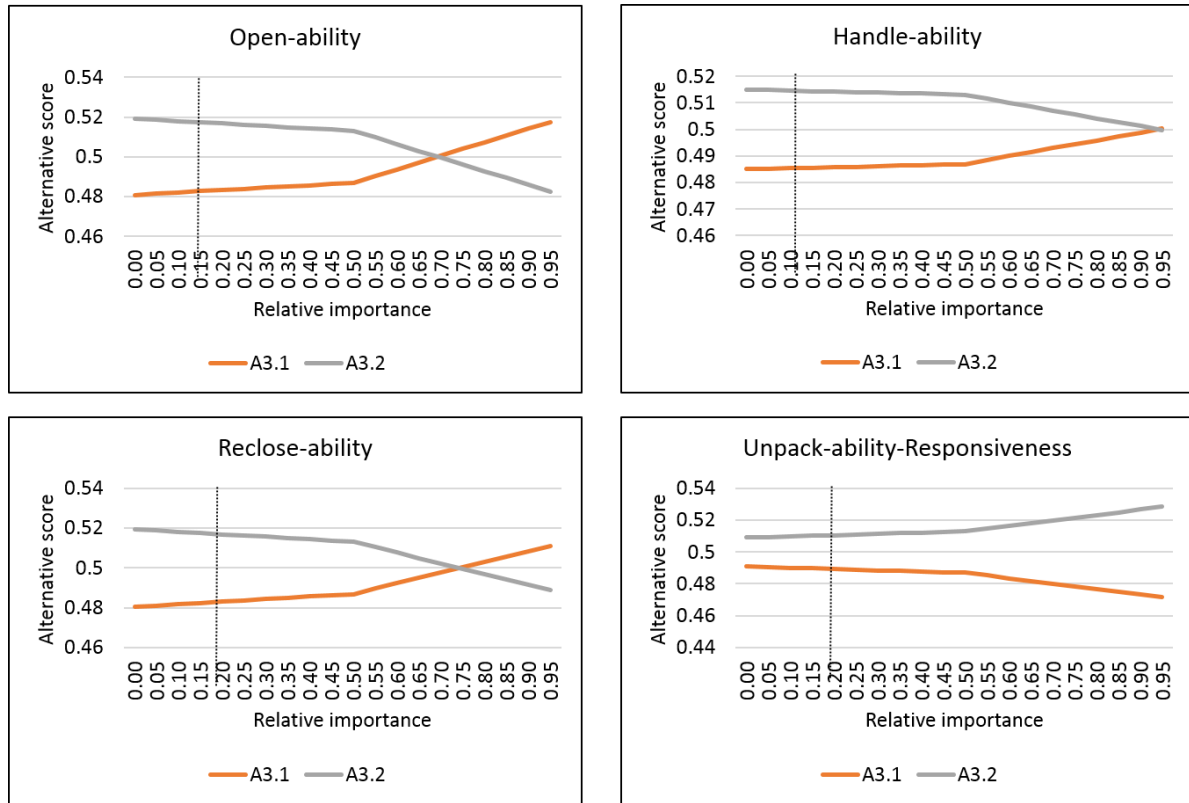 Open-ability
Alternative score
0.54
0.52
0.5
0.48
0.46
0.00 0.05 0.10 0.15 0.20 0.25 0.30 0.35 0.40 0.45 0.50 0.55 0.60 0.65 0.70 0.75 0.80 0.85 0.90 0.95
Relative importance
A3.1 A3.2
Handle-ability
Alternative score
0.52
0.51
0.5
0.49
0.48
0.47
0.46
0.00 0.05 0.10 0.15 0.20 0.25 0.30 0.35 0.40 0.45 0.50 0.55 0.60 0.65 0.70 0.75 0.80 0.85 0.90 0.95
Relative importance
A3.1 A3.2
Reclose-ability
Alternative score
0.54
0.52
0.5
0.48
0.46
0.00 0.05 0.10 0.15 0.20 0.25 0.30 0.35 0.40 0.45 0.50 0.55 0.60 0.65 0.70 0.75 0.80 0.85 0.90 0.95
Relative importance
A3.1 A3.2
Unpack-ability-Responsiveness
Alternative score
0.54
0.52
0.5
0.48
0.46
0.44
0.00 0.05 0.10 0.15 0.20 0.25 0.30 0.35 0.40 0.45 0.50 0.55 0.60 0.65 0.70 0.75 0.80 0.85 0.90 0.95
Relative importance
A3.1 A3.2